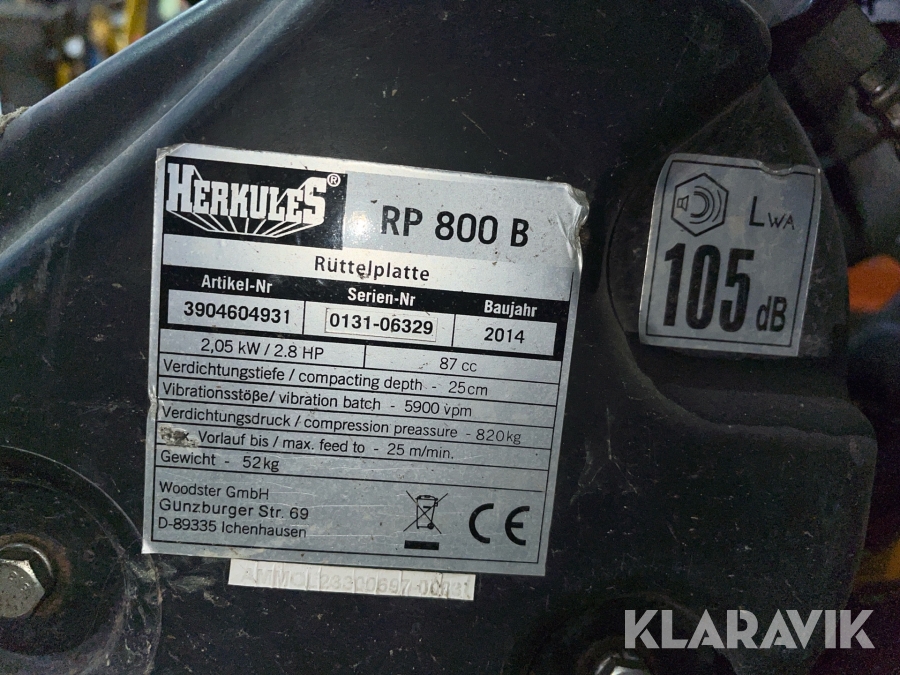 HERKULES®
RP 800 B
Rüttelplatte
Artikel-Nr Serien-Nr Baujahr
3904604931 0131-06329 2014
2,05 kW / 2.8 HP 87 cc
Verdichtungstiefe / compacting depth - 25cm
Vibrationsstöße/ vibration batch - 5900 vpm
Verdichtungsdruck / compression preassure - 820kg
Vorlauf bis / max. feed to - 25 m/min.
Gewicht - 52kg
Woodster GmbH
Günzburger Str. 69
D-89335 Ichenhausen
CE
LWA
105 dB
KLARAVIK